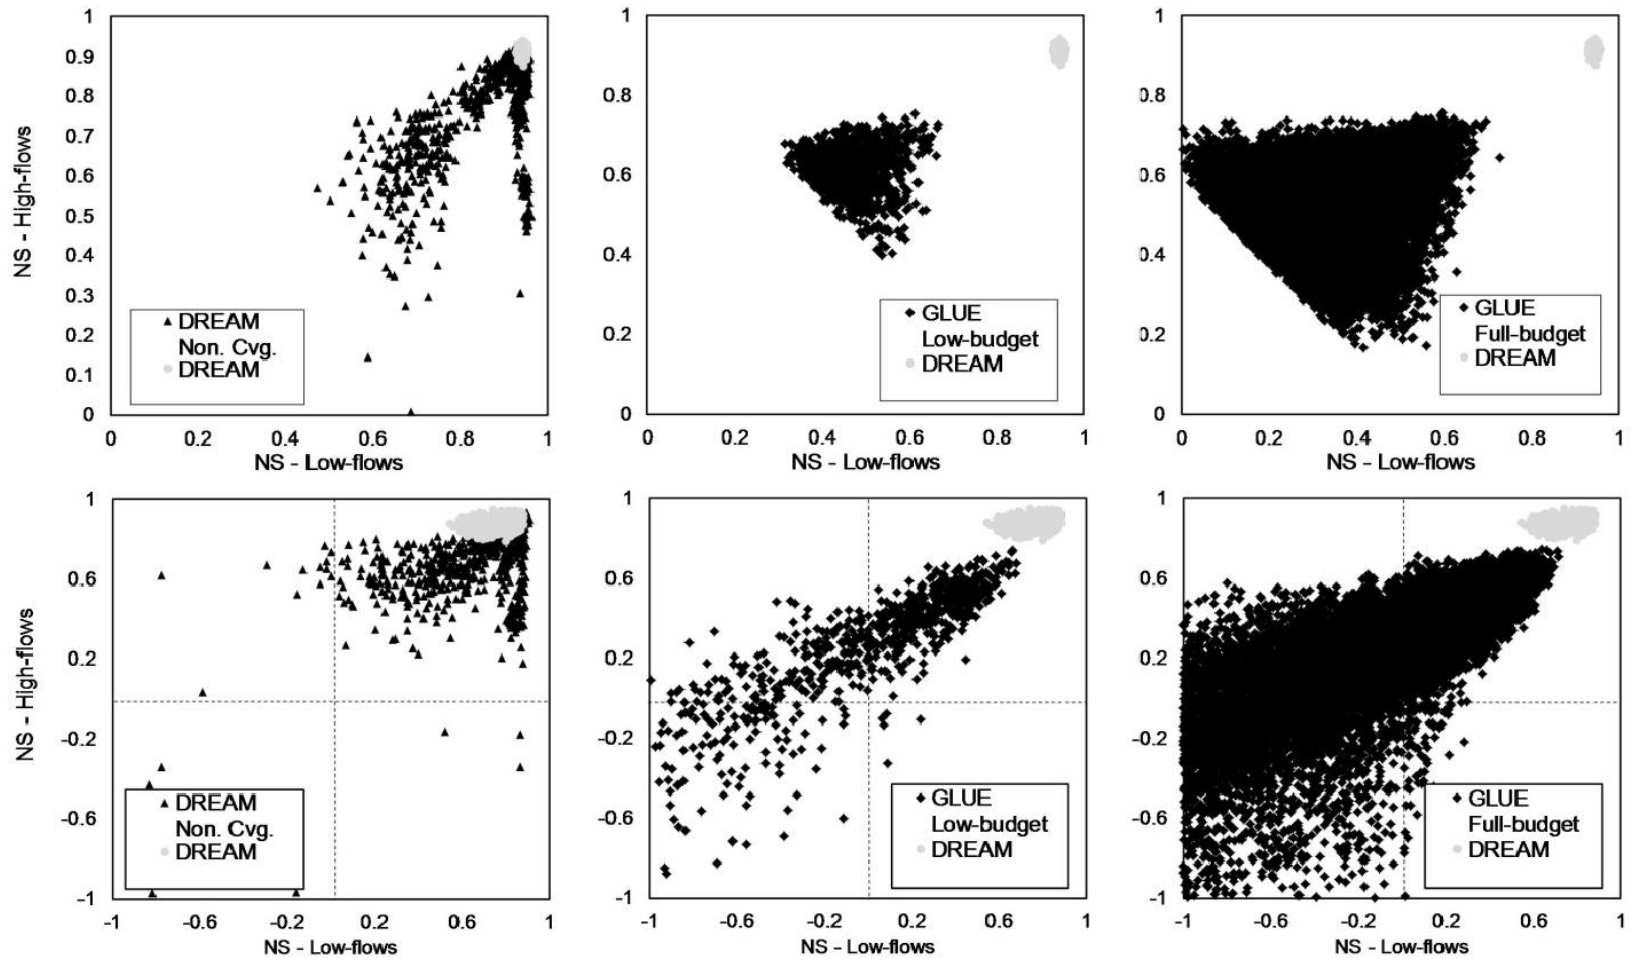 1
0.9
0.8
0.7
0.6
0.5
0.4
0.3
0.2
0.1
0
NS - High-flows
DREAM
Non. Cvg.
DREAM
0 0.2 0.4 0.6 0.8 1
NS - Low-flows
1
0.8
0.6
0.4
0.2
0
GLUE
Low-budget
DREAM
0 0.2 0.4 0.6 0.8 1
NS - Low-flows
1
0.8
0.6
0.4
0.2
0
GLUE
Full-budget
DREAM
0 0.2 0.4 0.6 0.8 1
NS - Low-flows
1
0.6
0.2
-0.2
-0.6
-1
NS - High-flows
DREAM
Non. Cvg.
DREAM
-1 -0.6 -0.2 0.2 0.6 1
NS - Low-flows
1
0.6
0.2
-0.2
-0.6
-1
GLUE
Low-budget
DREAM
-1 -0.6 -0.2 0.2 0.6 1
NS - Low-flows
1
0.6
0.2
-0.2
-0.6
-1
GLUE
Full-budget
DREAM
-1 -0.6 -0.2 0.2 0.6 1
NS - Low-flows